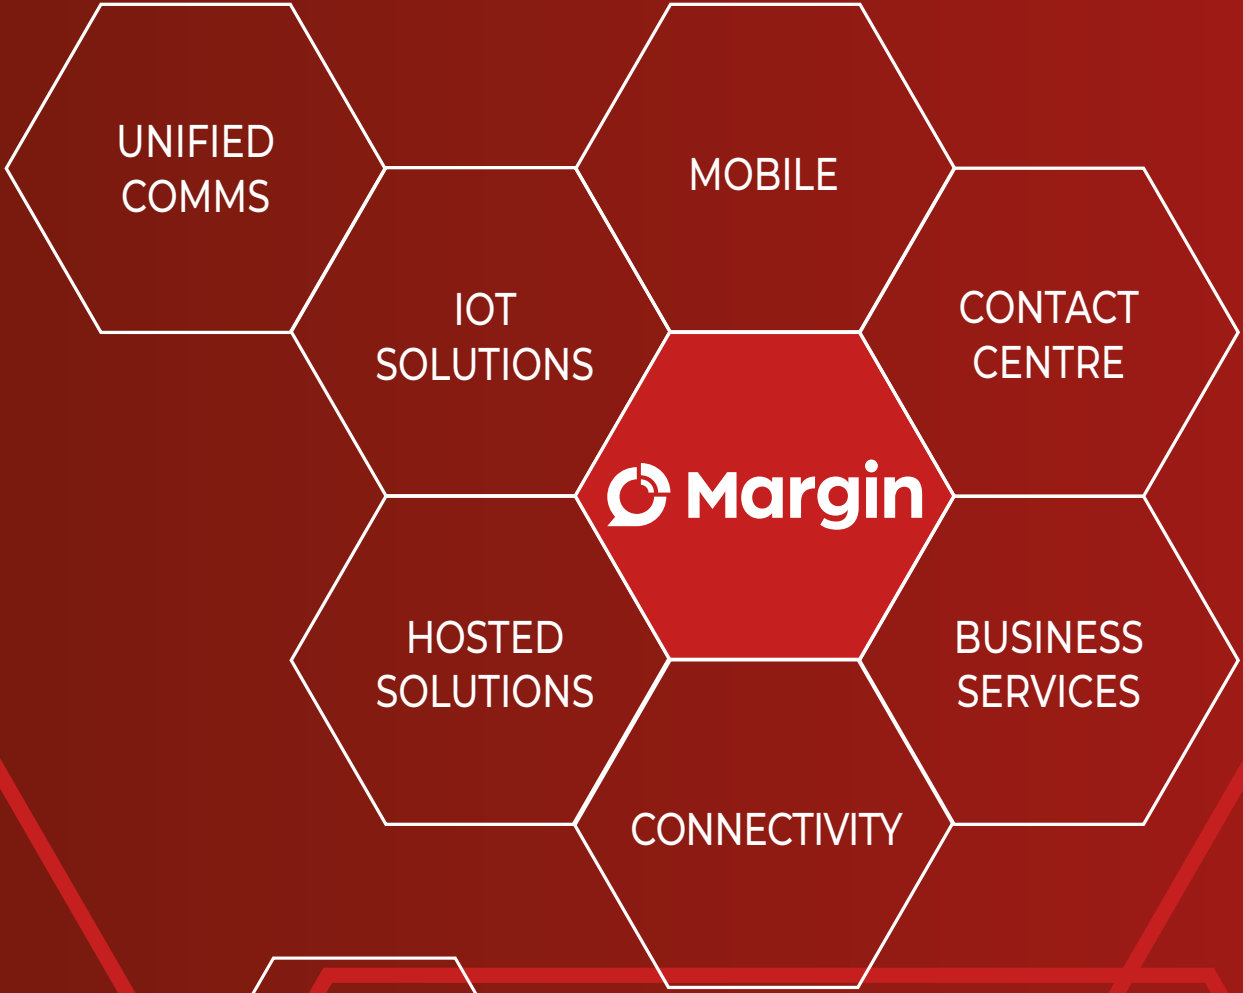 UNIFIED
COMMS
MOBILE
IOT
SOLUTIONS
CONTACT
CENTRE
Margin
HOSTED
SOLUTIONS
BUSINESS
SERVICES
CONNECTIVITY